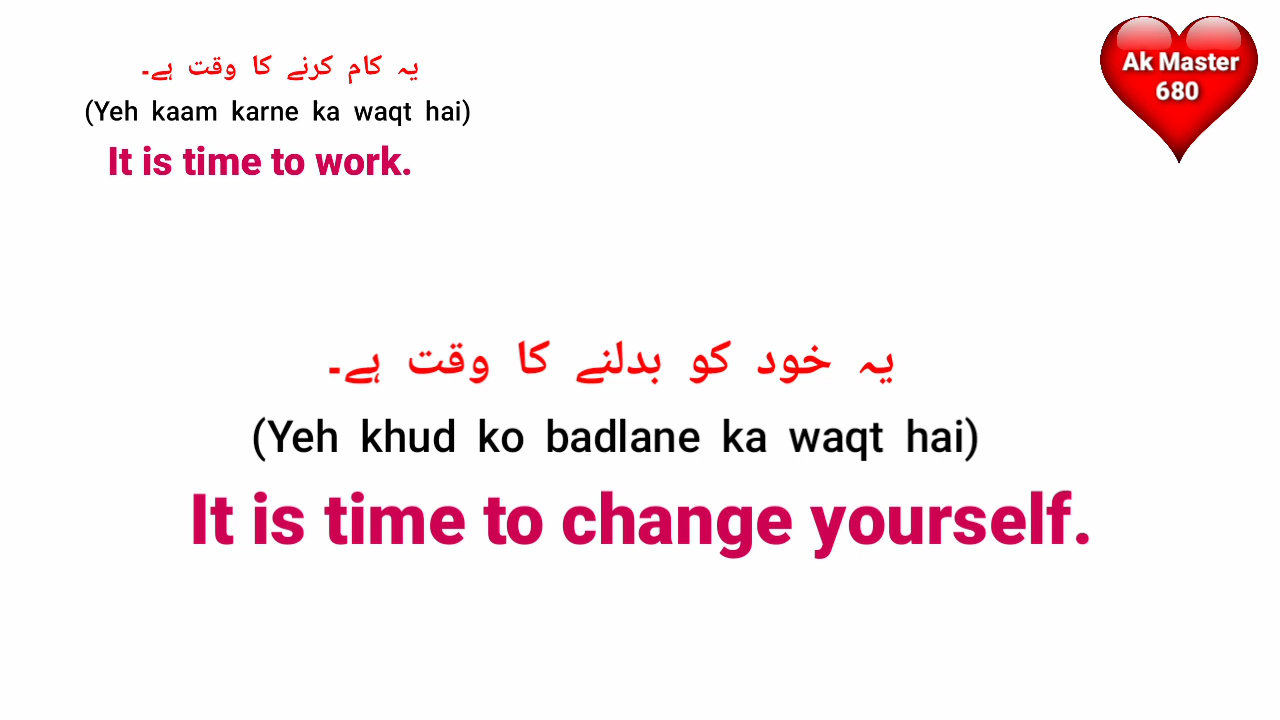 یہ کام کرنے کا وقت ہے۔
(Yeh kaam karne ka waqt hai)
It is time to work.
Ak Master
680
یہ خود کو بدلنے کا وقت ہے۔
(Yeh khud ko badlane ka waqt hai)
It is time to change yourself.